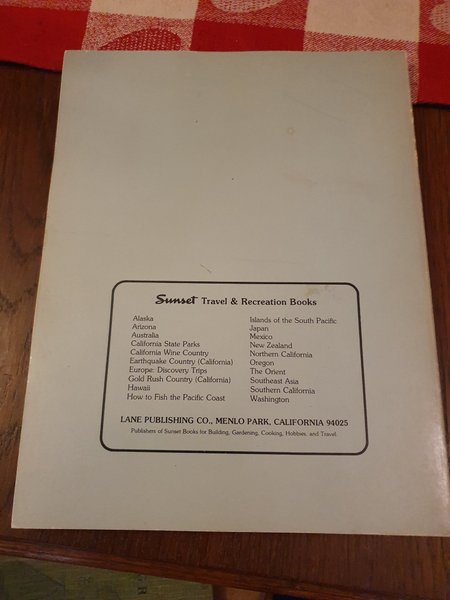 Sunset Travel & Recreation Books
Alaska
Arizona
Australia
California State Parks
California Wine Country
Earthquake Country (California)
Europe: Discovery Trips
Gold Rush Country (California)
Hawaii
How to Fish the Pacific Coast
Islands of the South Pacific
Japan
Mexico
New Zealand
Northern California
Oregon
The Orient
Southeast Asia
Southern California
Washington
LANE PUBLISHING CO., MENLO PARK, CALIFORNIA 94025
Publishers of Sunset Books for Building, Gardening, Cooking, Hobbies, and Travel.